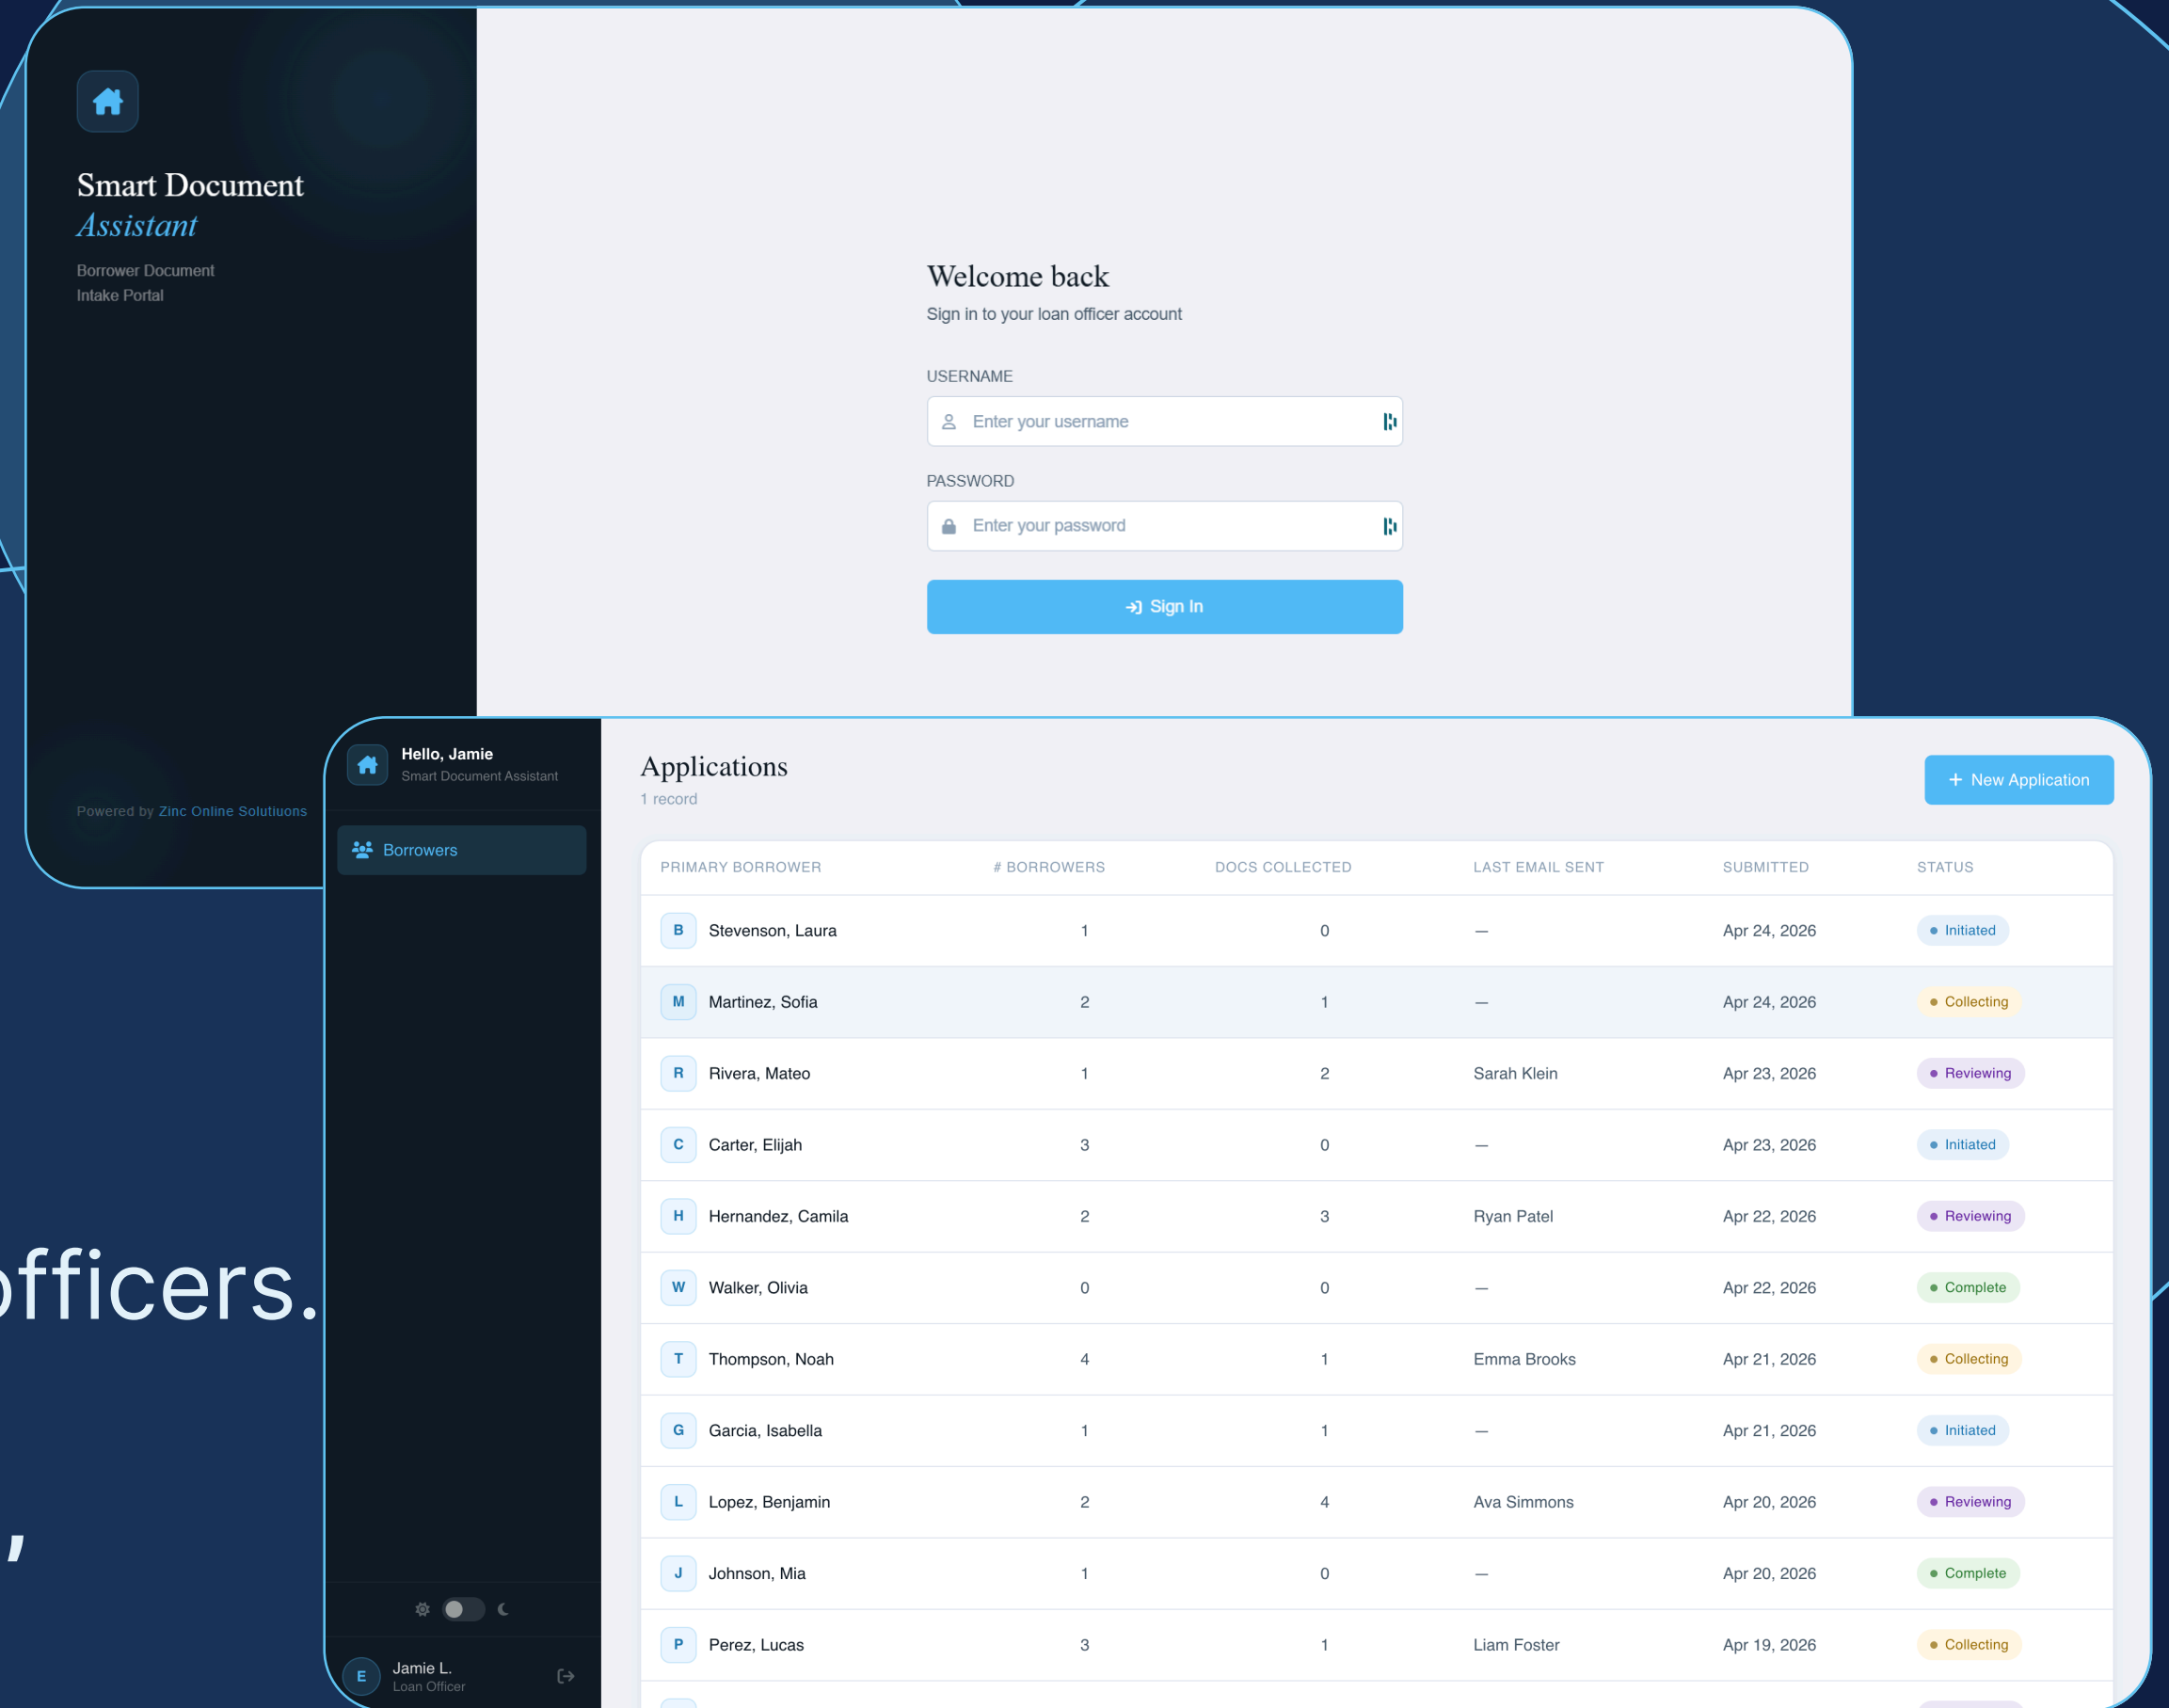 Smart Document
Assistant
Borrower Document
Intake Portal
Powered by Zinc Online Solutiuons
Welcome back
Sign in to your loan officer account
USERNAME
Enter your username
PASSWORD
Enter your password
Sign In
officers.
,
Hello, Jamie
Smart Document Assistant
Borrowers
E
Jamie L.
Loan Officer
Applications
1 record
+ New Application
PRIMARY BORROWER # BORROWERS DOCS COLLECTED LAST EMAIL SENT SUBMITTED STATUS
B Stevenson, Laura 1 0 — Apr 24, 2026 Initiated
M Martinez, Sofia 2 1 — Apr 24, 2026 Collecting
R Rivera, Mateo 1 2 Sarah Klein Apr 23, 2026 Reviewing
C Carter, Elijah 3 0 — Apr 23, 2026 Initiated
H Hernandez, Camila 2 3 Ryan Patel Apr 22, 2026 Reviewing
W Walker, Olivia 0 0 — Apr 22, 2026 Complete
T Thompson, Noah 4 1 Emma Brooks Apr 21, 2026 Collecting
G Garcia, Isabella 1 1 — Apr 21, 2026 Initiated
L Lopez, Benjamin 2 4 Ava Simmons Apr 20, 2026 Reviewing
J Johnson, Mia 1 0 — Apr 20, 2026 Complete
P Perez, Lucas 3 1 Liam Foster Apr 19, 2026 Collecting